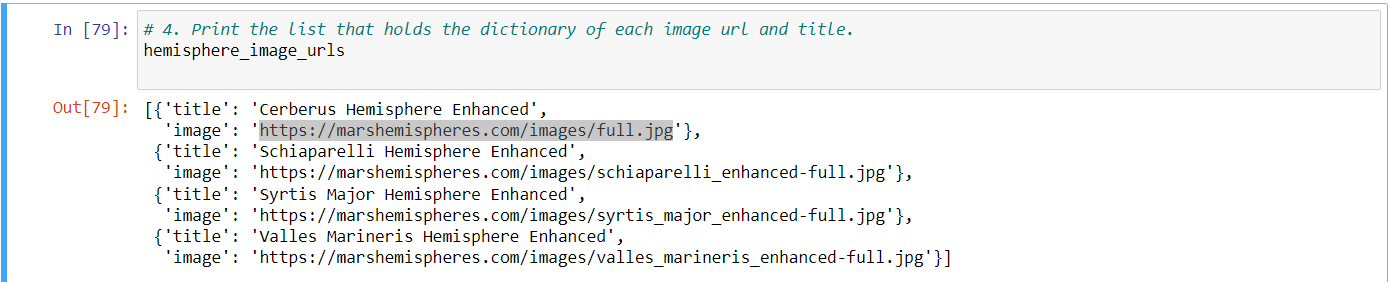 In [79]: # 4. Print the list that holds the dictionary of each image url and title.
hemisphere_image_urls
Out[79]: [{'title': 'Cerberus Hemisphere Enhanced',
'image': 'https://marshemispheres.com/images/full.jpg'},
{'title': 'Schiaparelli Hemisphere Enhanced',
'image': 'https://marshemispheres.com/images/schiaparelli_enhanced-full.jpg'},
{'title': 'Syrtis Major Hemisphere Enhanced',
'image': 'https://marshemispheres.com/images/syrtis_major_enhanced-full.jpg'},
{'title': 'Valles Marineris Hemisphere Enhanced',
'image': 'https://marshemispheres.com/images/valles_marineris_enhanced-full.jpg'}]